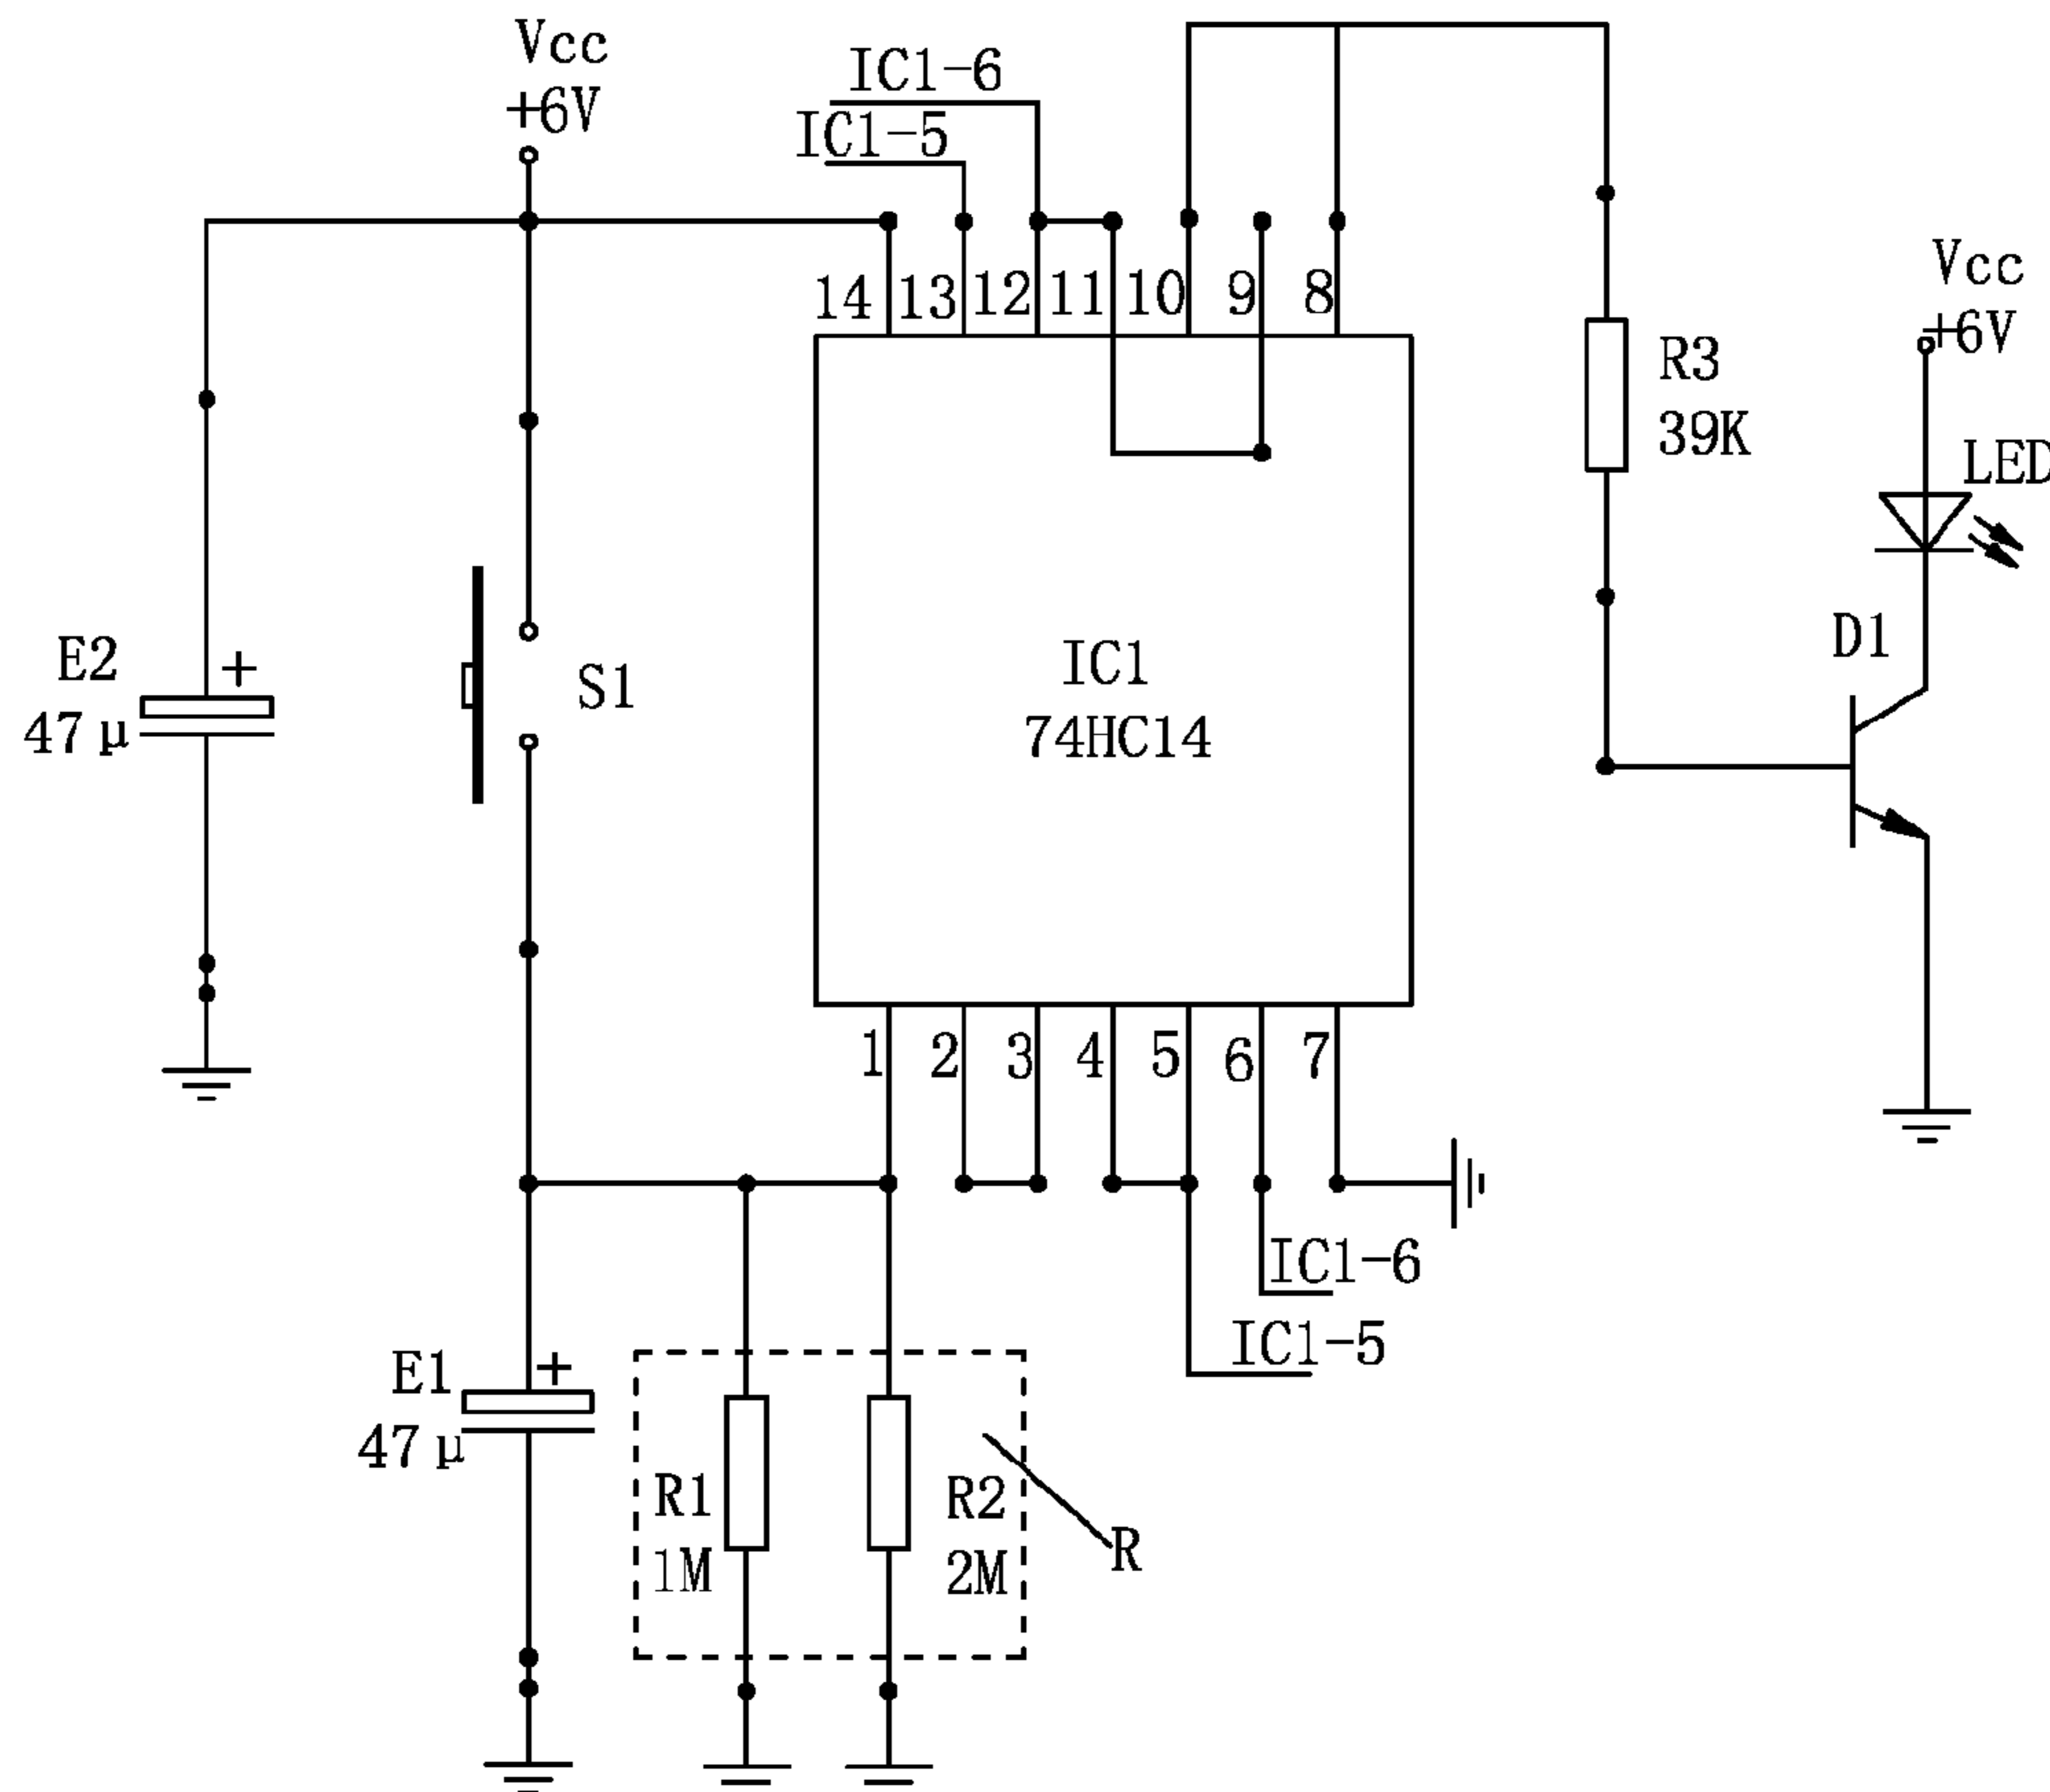 Vcc
+6V
IC1-6
IC1-5
14 13 12 11 10 9 8
Vcc
+6V
R3
39K
LED
E2
47μ
+
S1
IC1
74HC14
D1
1 2 3 4 5 6 7
IC1-6
IC1-5
E1
47μ
+
R1
1M
R2
2M
R